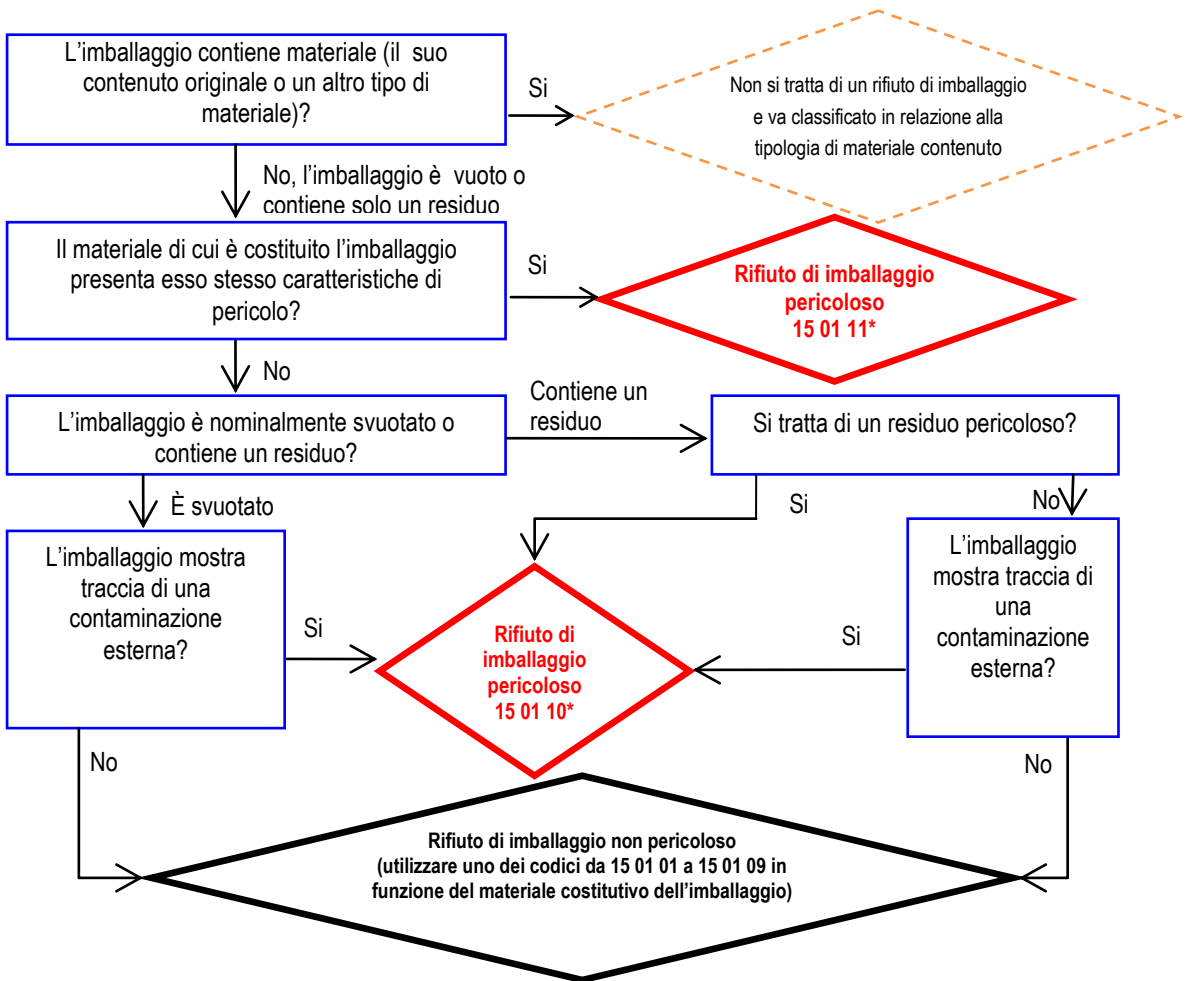 L'imballaggio contiene materiale (il suo
contenuto originale o un altro tipo di
materiale)?
Si
Non si tratta di un rifiuto di imballaggio
e va classificato in relazione alla
tipologia di materiale contenuto
No, l'imballaggio è vuoto o
contiene solo un residuo
Il materiale di cui è costituito l'imballaggio
presenta esso stesso caratteristiche di
pericolo?
Si
Rifiuto di imballaggio
pericoloso
15 01 11*
No
L'imballaggio è nominalmente svuotato o
contiene un residuo?
Contiene un
residuo
Si tratta di un residuo pericoloso?
È svuotato
Si
No
L'imballaggio mostra
traccia di una
contaminazione
esterna?
Si
Rifiuto di
imballaggio
pericoloso
15 01 10*
Si
L'imballaggio
mostra traccia di
una
contaminazione
esterna?
No
No
Rifiuto di imballaggio non pericoloso
(utilizzare uno dei codici da 15 01 01 a 15 01 09 in
funzione del materiale costitutivo dell'imballaggio)